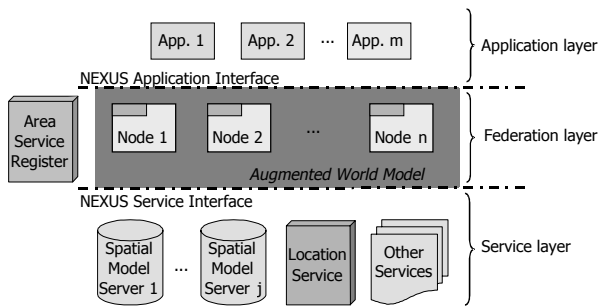 App. 1
App. 2
...
App. m
Application layer
NEXUS Application Interface
Area
Service
Register
Node 1
Node 2
...
Node n
Federation layer
Augmented World Model
NEXUS Service Interface
Spatial
Model
Server 1
...
Spatial
Model
Server j
Location
Service
Other
Services
Service layer